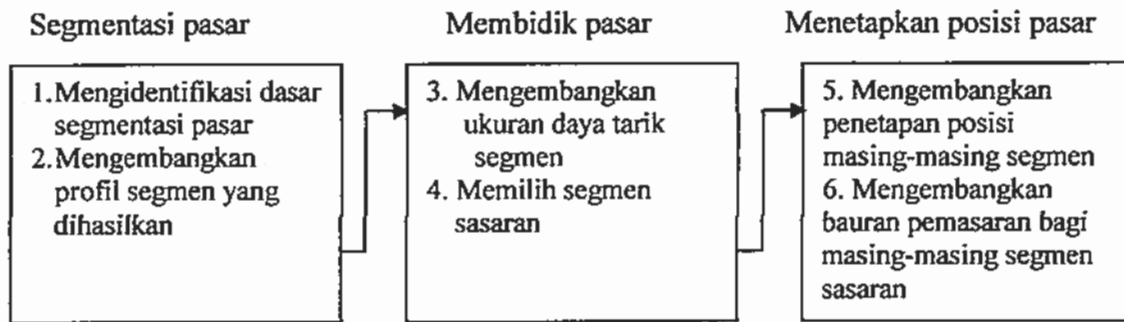 Segmentasi pasar
1.Mengidentifikasi dasar
segmentasi pasar
2.Mengembangkan
profil segmen yang
dihasilkan
Membidik pasar
3. Mengembangkan
ukuran daya tarik
segmen
4. Memilih segmen
sasaran
Menetapkan posisi pasar
5. Mengembangkan
penetapan posisi
masing-masing segmen
6. Mengembangkan
bauran pemasaran bagi
masing-masing segmen
sasaran